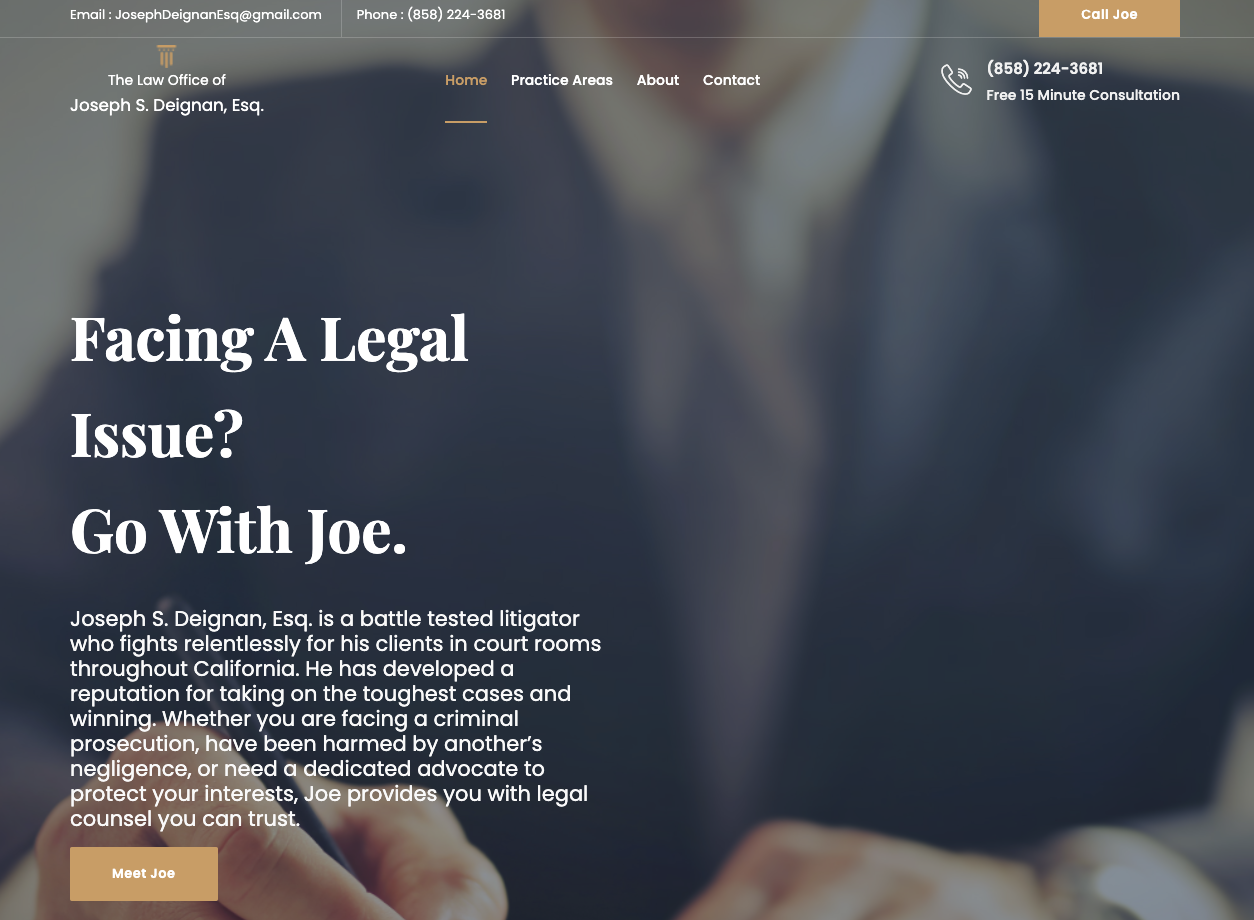 Email : JosephDeignanEsq@gmail.com
Phone : (858) 224-3681
Call Joe
The Law Office of
Joseph S. Deignan, Esq.
Home
Practice Areas
About
Contact
(858) 224-3681
Free 15 Minute Consultation
Facing A Legal
Issue?
Go With Joe.
Joseph S. Deignan, Esq. is a battle tested litigator
who fights relentlessly for his clients in court rooms
throughout California. He has developed a
reputation for taking on the toughest cases and
winning. Whether you are facing a criminal
prosecution, have been harmed by another’s
negligence, or need a dedicated advocate to
protect your interests, Joe provides you with legal
counsel you can trust.
Meet Joe